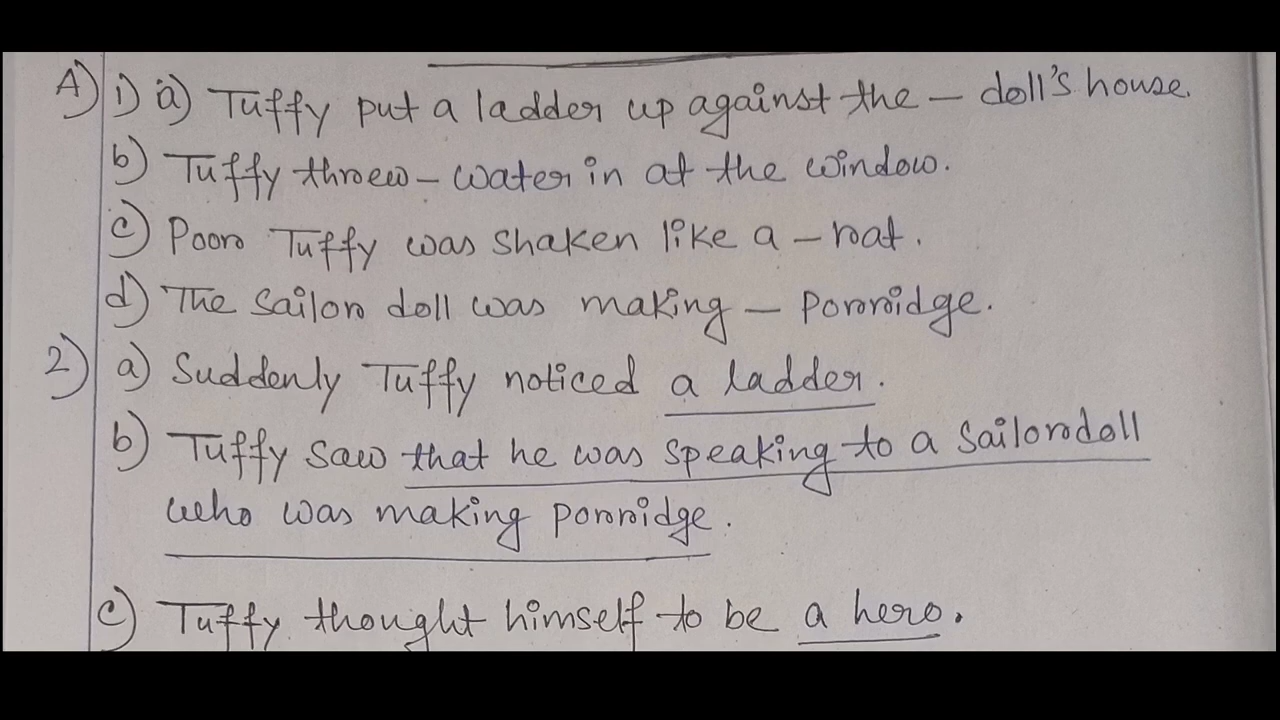 A) 1) a) Tuffy put a ladder up against the – doll's house.
b) Tuffy threw – water in at the window.
c) Poor Tuffy was shaken like a – rat.
d) The sailor doll was making – porridge.
2) a) Suddenly Tuffy noticed a ladder.
b) Tuffy saw that he was speaking to a sailordoll
who was making porridge.
c) Tuffy thought himself to be a hero.